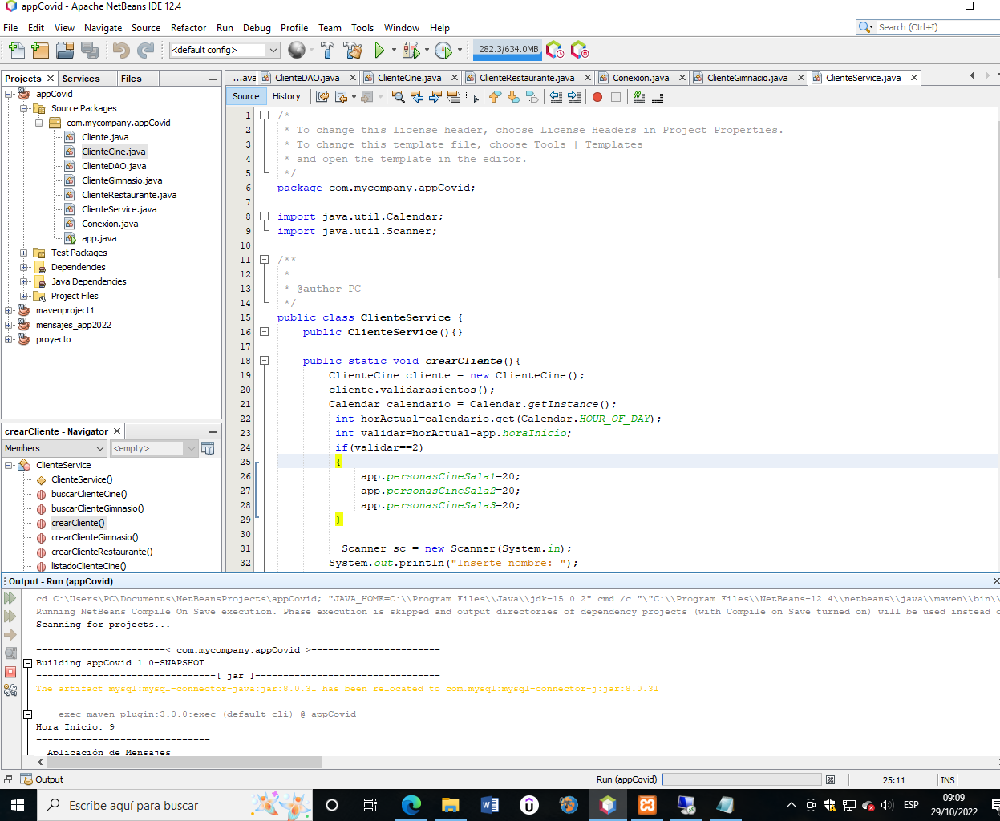 appCovid - Apache NetBeans IDE 12.4
File Edit View Navigate Source Refactor Run Debug Profile Team Tools Window Help
Search (Ctrl+I)
<default config>
282.3/634.0MB
Projects Services Files
...ava ClienteDAO.java ClienteCine.java ClienteRestaurante.java Conexion.java ClienteGimnasio.java ClienteService.java
Source History
appCovid
Source Packages
com.mycompany.appCovid
Cliente.java
ClienteCine.java
ClienteDAO.java
ClienteGimnasio.java
ClienteRestaurante.java
ClienteService.java
Conexion.java
app.java
Test Packages
Dependencies
Java Dependencies
Project Files
mavenproject1
mensajes_app2022
proyecto
1 /*
2 * To change this license header, choose License Headers in Project Properties.
3 * To change this template file, choose Tools | Templates
4 * and open the template in the editor.
5 */
6 package com.mycompany.appCovid;
7
8 import java.util.Calendar;
9 import java.util.Scanner;
10
11 /**
12 *
13 * @author PC
14 */
15 public class ClienteService {
16 public ClienteService(){}
17
18 public static void crearCliente(){
19 ClienteCine cliente = new ClienteCine();
20 cliente.validarasientos();
21 Calendar calendario = Calendar.getInstance();
22 int horActual=calendario.get(Calendar.HOUR_OF_DAY);
23 int validar=horActual-app.horaInicio;
24 if(validar==2)
25 {
26 app.personasCineSala1=20;
27 app.personasCineSala2=20;
28 app.personasCineSala3=20;
29 }
30
31 Scanner sc = new Scanner(System.in);
32 System.out.println("Inserte nombre: ");
crearCliente - Navigator
Members <empty>
ClienteService
ClienteService()
buscarClienteCine()
buscarClienteGimnasio()
crearCliente()
crearClienteGimnasio()
crearClienteRestaurante()
listadoClienteCine()
Output - Run (appCovid)
cd C:\Users\PC\Documents\NetBeansProjects\appCovid; "JAVA_HOME=C:\\Program Files\\Java\\jdk-15.0.2" cmd /c "\"C:\\Program Files\\NetBeans-12.4\\netbeans\\java\\maven\\bin\\
Running NetBeans Compile On Save execution. Phase execution is skipped and output directories of dependency projects (with Compile on Save turned on) will be used instead o
Scanning for projects...
-----------------------< com.mycompany:appCovid >-----------------------
Building appCovid 1.0-SNAPSHOT
--------------------------------[ jar ]---------------------------------
The artifact mysql:mysql-connector-java:jar:8.0.31 has been relocated to com.mysql:mysql-connector-j:jar:8.0.31
--- exec-maven-plugin:3.0.0:exec (default-cli) @ appCovid ---
Hora Inicio: 9
-------------------------------
Aplicación de Mensajes
Output Run (appCovid) 25:11 INS
Escribe aquí para buscar
ESP
09:09
29/10/2022